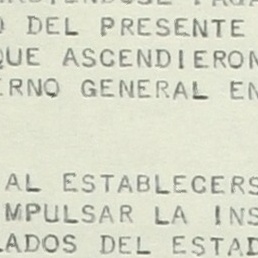 O DEL PRESENTE
QUE ASCENDIERON
ERNO GENERAL EN
AL ESTABLECERS
MPULSAR LA INS
LADOS DEL ESTAD